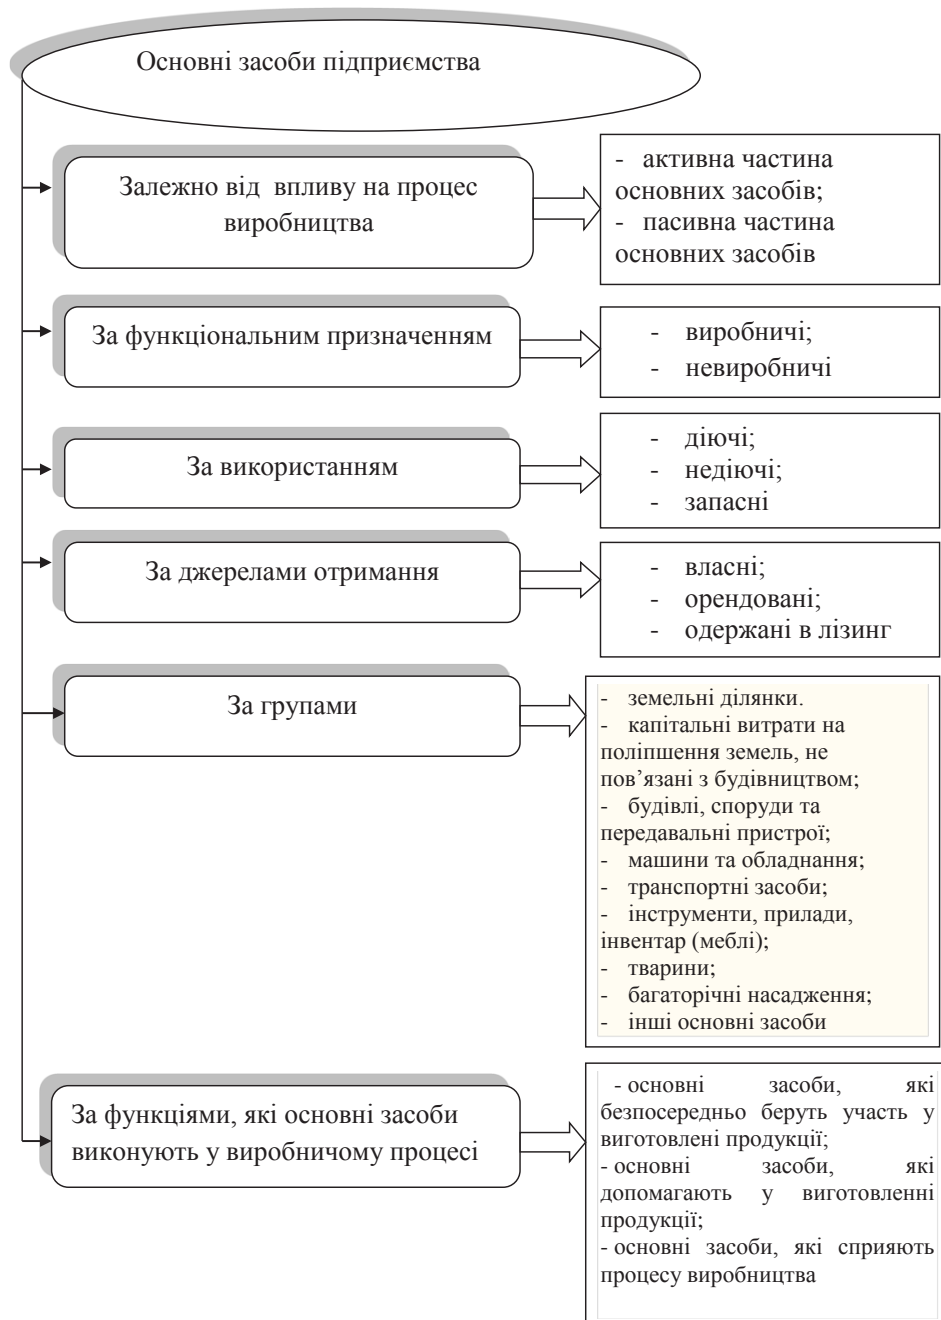 Основні засоби підприємства
Залежно від впливу на процес
виробництва
- активна частина
основних засобів;
- пасивна частина
основних засобів
За функціональним призначенням
- виробничі;
- невиробничі
За використанням
- діючі;
- недіючі;
- запасні
За джерелами отримання
- власні;
- орендовані;
- одержані в лізинг
За групами
- земельні ділянки.
- капітальні витрати на
поліпшення земель, не
пов’язані з будівництвом;
- будівлі, споруди та
передавальні пристрої;
- машини та обладнання;
- транспортні засоби;
- інструменти, прилади,
інвентар (меблі);
- тварини;
- багаторічні насадження;
- інші основні засоби
За функціями, які основні засоби
виконують у виробничому процесі
- основні засоби, які
безпосередньо беруть участь у
виготовлені продукції;
- основні засоби, які
допомагають у виготовленні
продукції;
- основні засоби, які сприяють
процесу виробництва